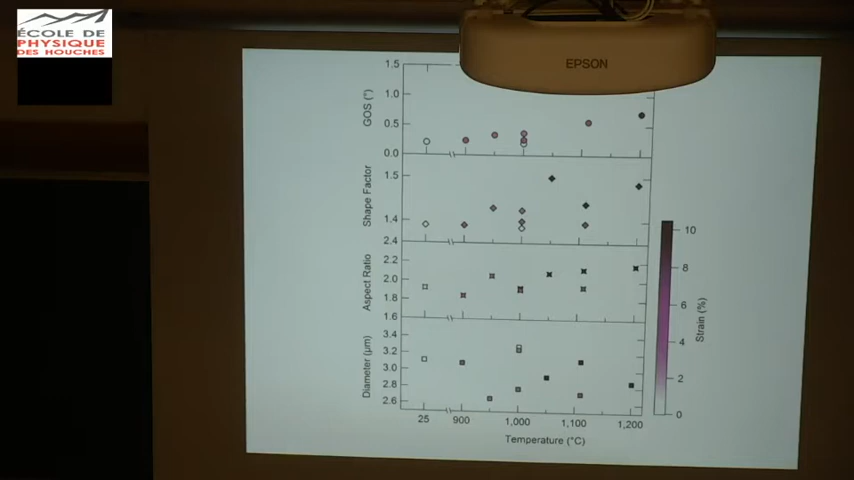 ÉCOLE DE
PHYSIQUE
DES HOUCHES
EPSON
GOS (°)
1.5
1.0
0.5
0.0
Shape Factor
1.5
1.4
Aspect Ratio
2.4
2.2
2.0
1.8
1.6
Diameter (μm)
3.4
3.2
3.0
2.8
2.6
25 900 1,000 1,100 1,200
Temperature (°C)
10
8
6
4
2
0
Strain (%)